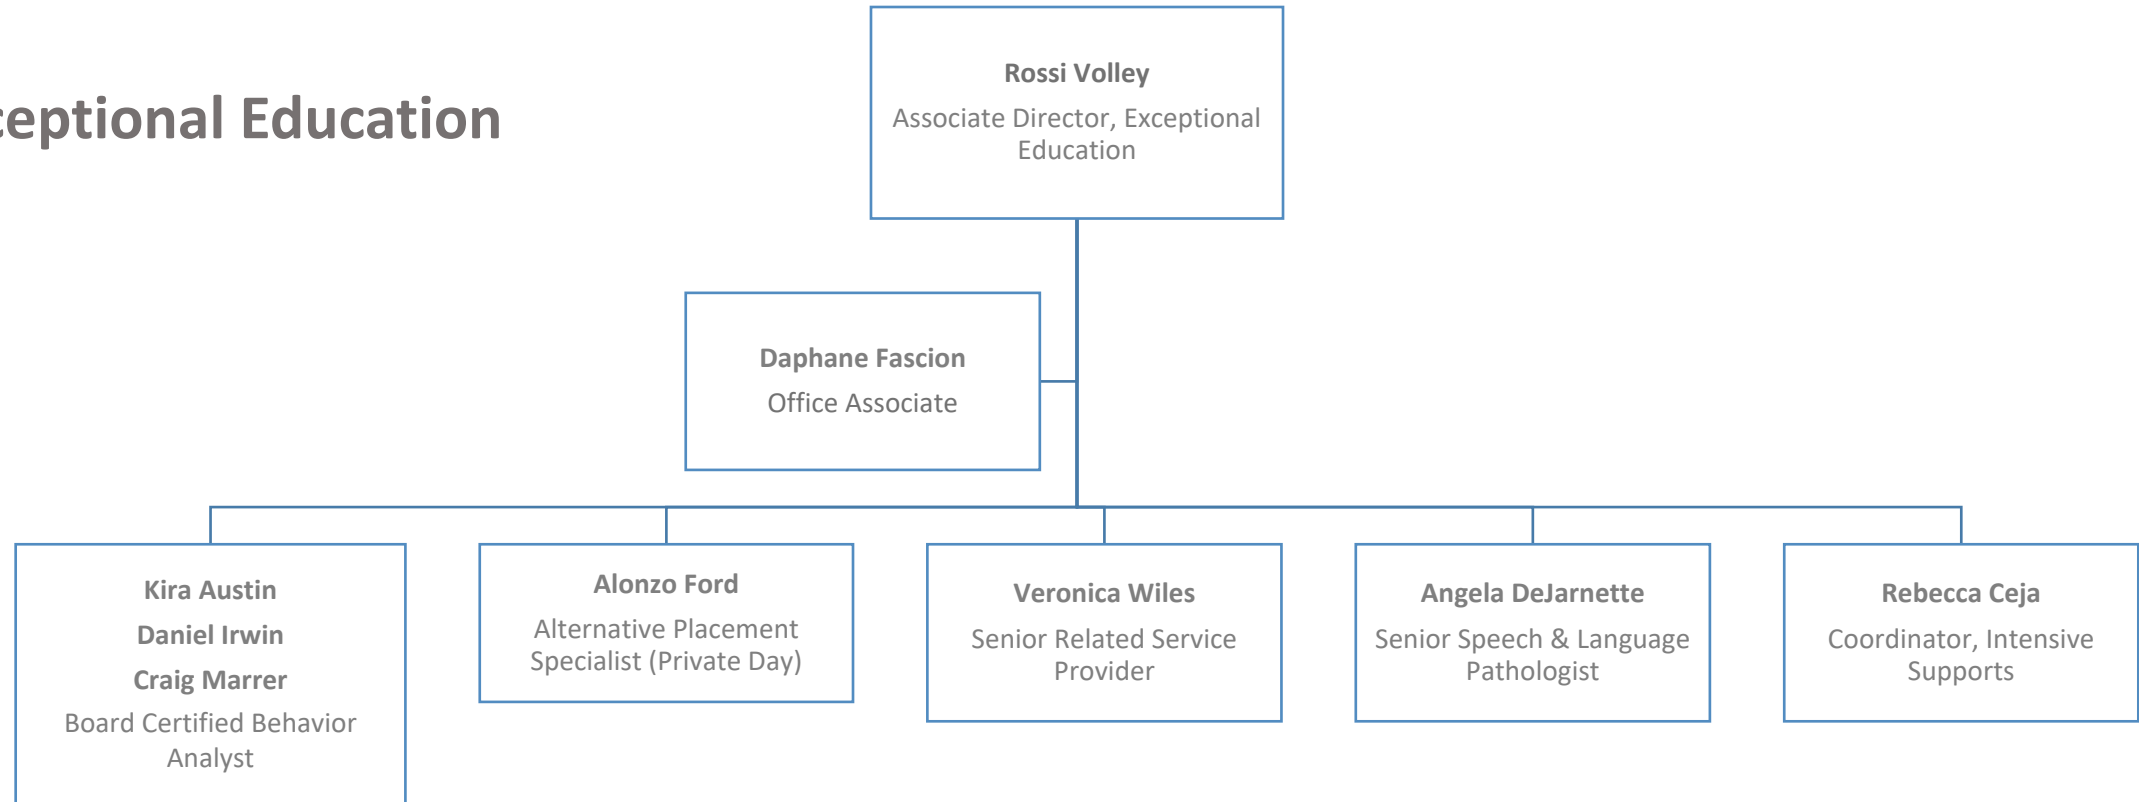 ceptional Education
Rossi Volley
Associate Director, Exceptional
Education
Daphane Fascion
Office Associate
Kira Austin
Daniel Irwin
Craig Marrer
Board Certified Behavior
Analyst
Alonzo Ford
Alternative Placement
Specialist (Private Day)
Veronica Wiles
Senior Related Service
Provider
Angela DeJarnette
Senior Speech & Language
Pathologist
Rebecca Ceja
Coordinator, Intensive
Supports